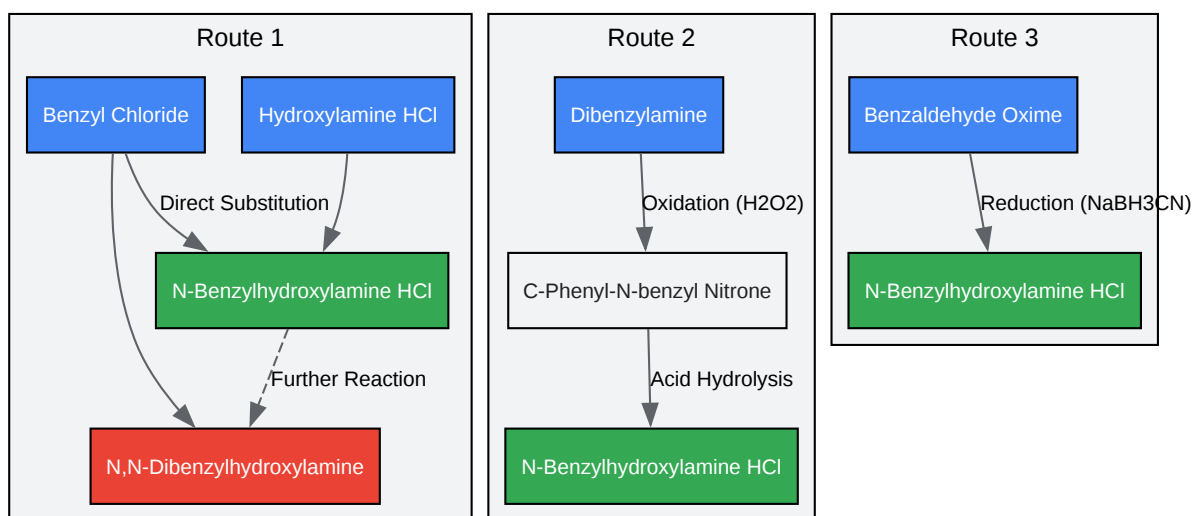 Route 1
Benzyl Chloride
Hydroxylamine HCl
Direct Substitution
N-Benzylhydroxylamine HCl
Further Reaction
N,N-Dibenzylhydroxylamine
Route 2
Dibenzylamine
Oxidation (H2O2)
C-Phenyl-N-benzyl Nitrone
Acid Hydrolysis
N-Benzylhydroxylamine HCl
Route 3
Benzaldehyde Oxime
Reduction (NaBH3CN)
N-Benzylhydroxylamine HCl